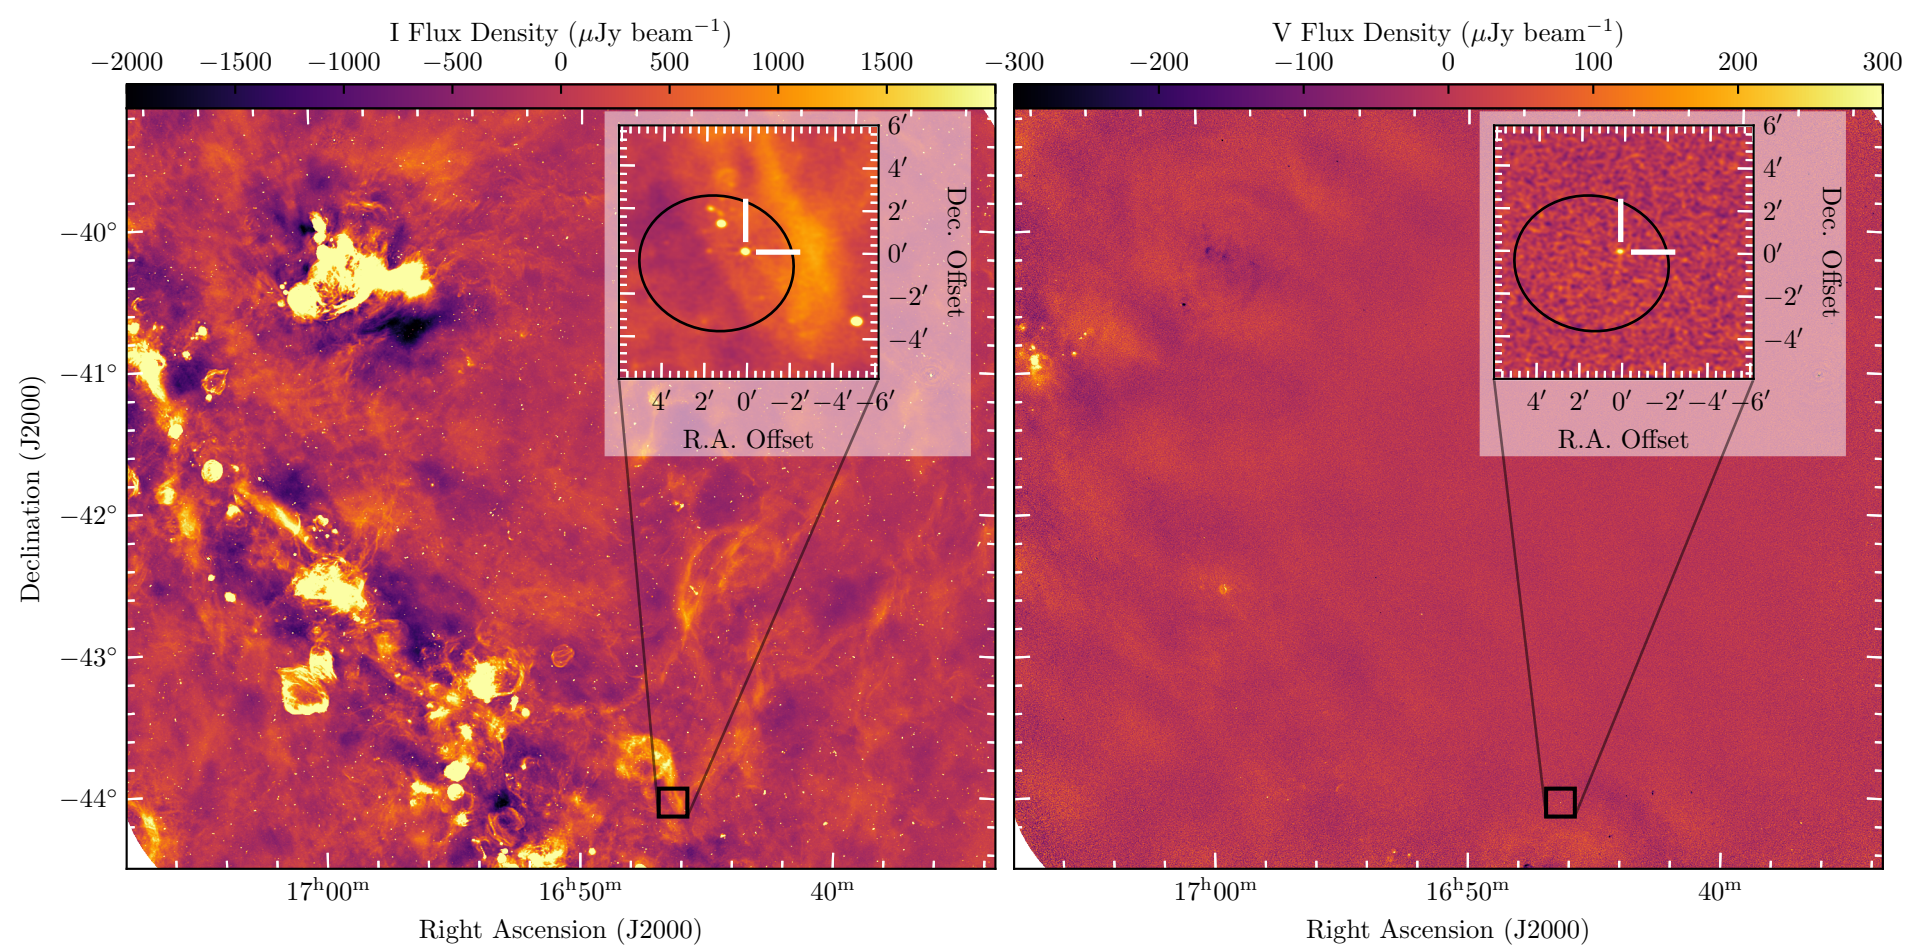 I Flux Density (μJy beam⁻¹)
−2000 −1500 −1000 −500 0 500 1000 1500
V Flux Density (μJy beam⁻¹)
−300 −200 −100 0 100 200 300
Declination (J2000)
−40°
−41°
−42°
−43°
−44°
6′
4′
2′
0′
−2′
−4′
Dec. Offset
4′ 2′ 0′ −2′ −4′ −6′
R.A. Offset
6′
4′
2′
0′
−2′
−4′
Dec. Offset
4′ 2′ 0′ −2′ −4′ −6′
R.A. Offset
17ʰ00ᵐ 16ʰ50ᵐ 40ᵐ
Right Ascension (J2000)
17ʰ00ᵐ 16ʰ50ᵐ 40ᵐ
Right Ascension (J2000)